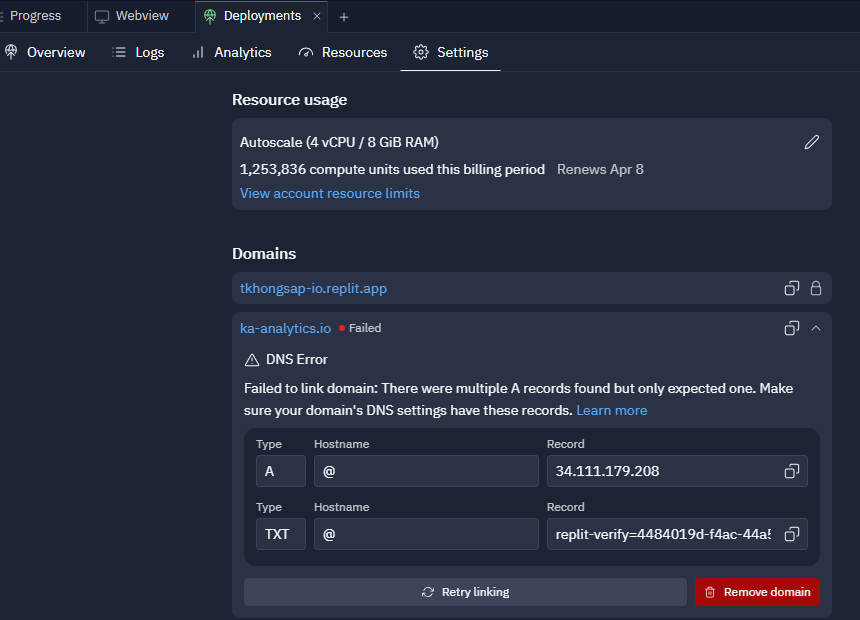 Progress
Webview
Deployments
Overview
Logs
Analytics
Resources
Settings
Resource usage
Autoscale (4 vCPU / 8 GiB RAM)
1,253,836 compute units used this billing period Renews Apr 8
View account resource limits
Domains
tkhongsap-io.replit.app
ka-analytics.io Failed
DNS Error
Failed to link domain: There were multiple A records found but only expected one. Make
sure your domain's DNS settings have these records. Learn more
Type Hostname Record
A @ 34.111.179.208
Type Hostname Record
TXT @ replit-verify=4484019d-f4ac-44a5
Retry linking
Remove domain